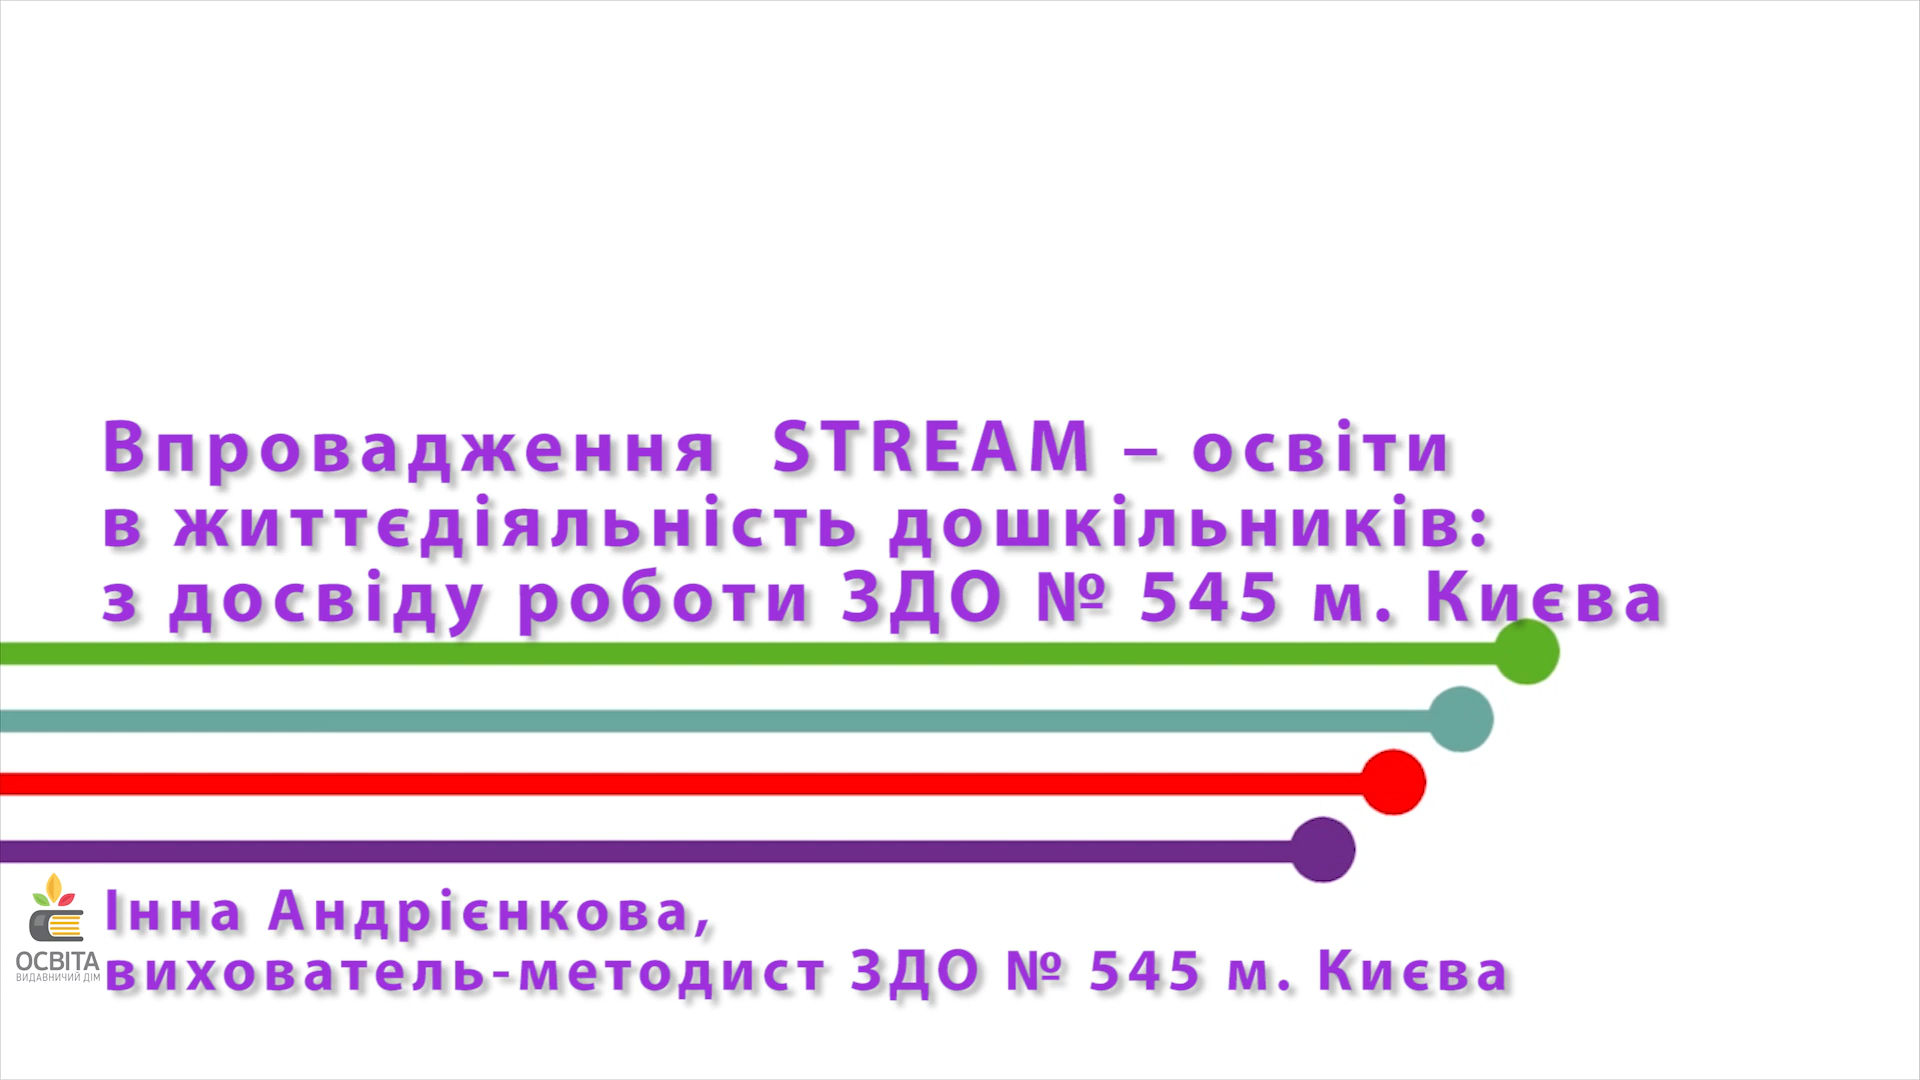 Впровадження STREAM – освіти
в життєдіяльність дошкільників:
з досвіду роботи ЗДО № 545 м. Києва
Інна Андрієнкова,
вихователь-методист ЗДО № 545 м. Києва
ОСВІТА
ВИДАВНИЧИЙ ДІМ